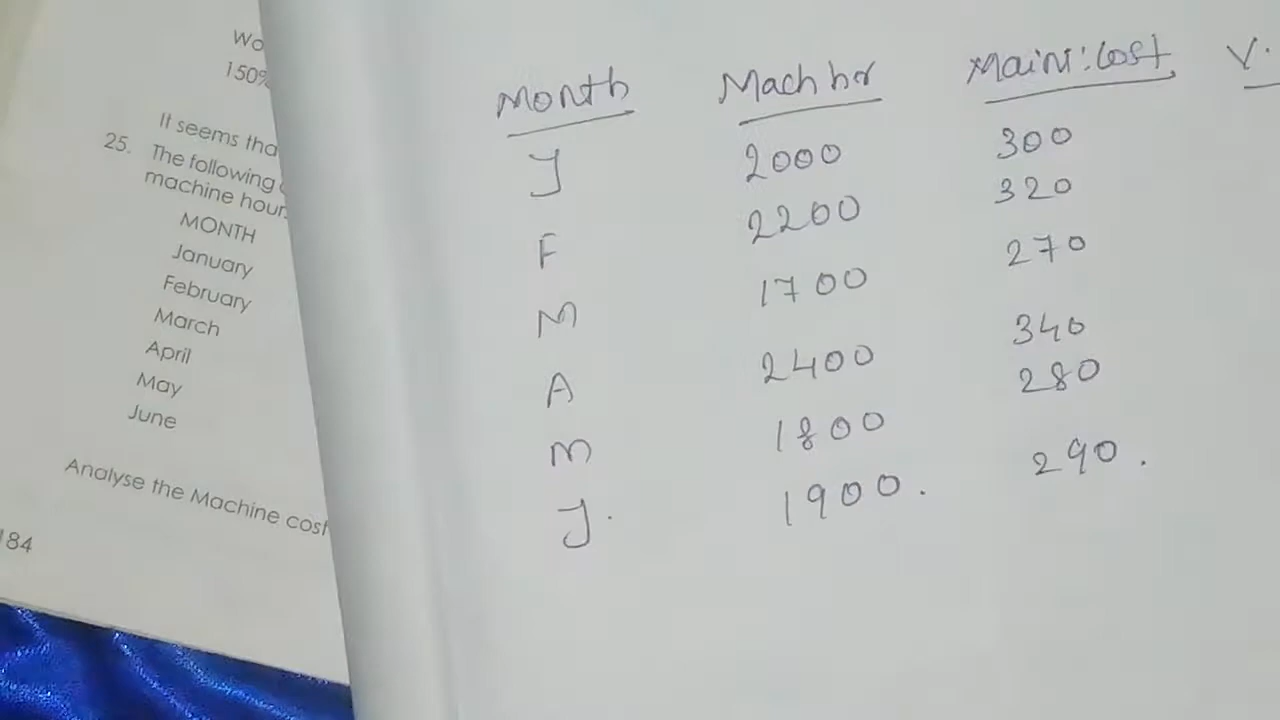 Wo
150%
It seems tha
25. The following
machine hour
MONTH
January
February
March
April
May
June
Analyse the Machine cost
184
Month Mach hr Main: Cost V.
J 2000 300
F 2200 320
M 1700 270
A 2400 340
M 1800 280
J. 1900. 290.